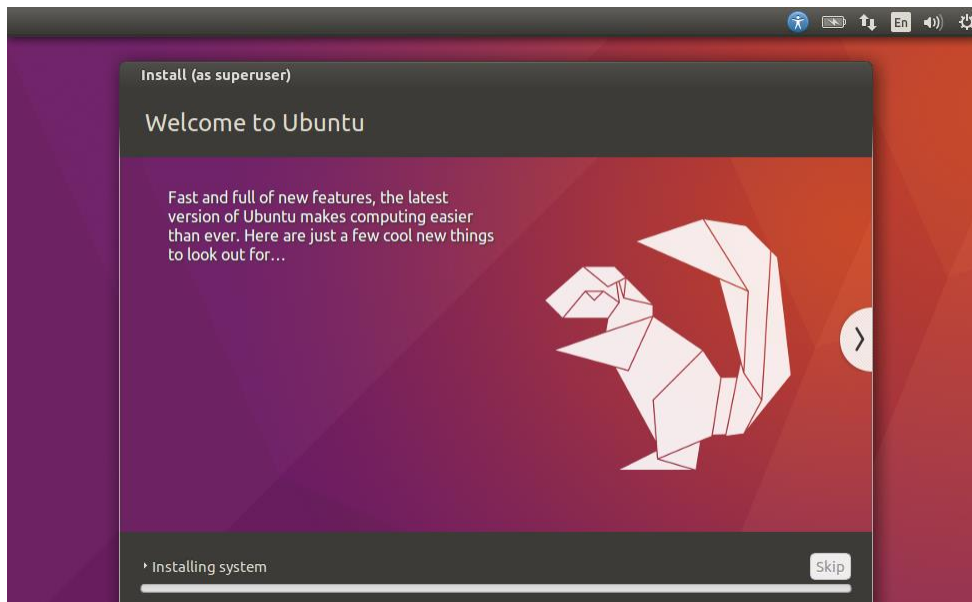 En
Install (as superuser)
Welcome to Ubuntu
Fast and full of new features, the latest
version of Ubuntu makes computing easier
than ever. Here are just a few cool new things
to look out for...
Installing system
Skip